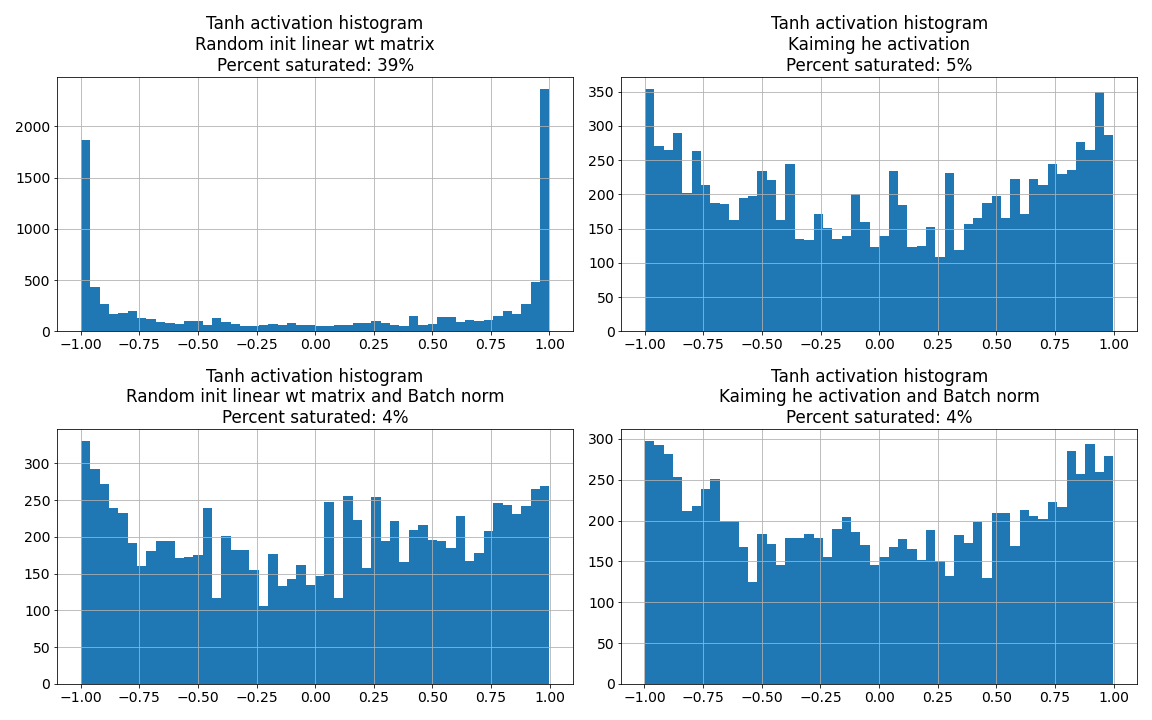 Tanh activation histogram
Random init linear wt matrix
Percent saturated: 39%
2000
1500
1000
500
0
−1.00 −0.75 −0.50 −0.25 0.00 0.25 0.50 0.75 1.00
Tanh activation histogram
Kaiming he activation
Percent saturated: 5%
350
300
250
200
150
100
50
0
−1.00 −0.75 −0.50 −0.25 0.00 0.25 0.50 0.75 1.00
Tanh activation histogram
Random init linear wt matrix and Batch norm
Percent saturated: 4%
300
250
200
150
100
50
0
−1.00 −0.75 −0.50 −0.25 0.00 0.25 0.50 0.75 1.00
Tanh activation histogram
Kaiming he activation and Batch norm
Percent saturated: 4%
300
250
200
150
100
50
0
−1.00 −0.75 −0.50 −0.25 0.00 0.25 0.50 0.75 1.00